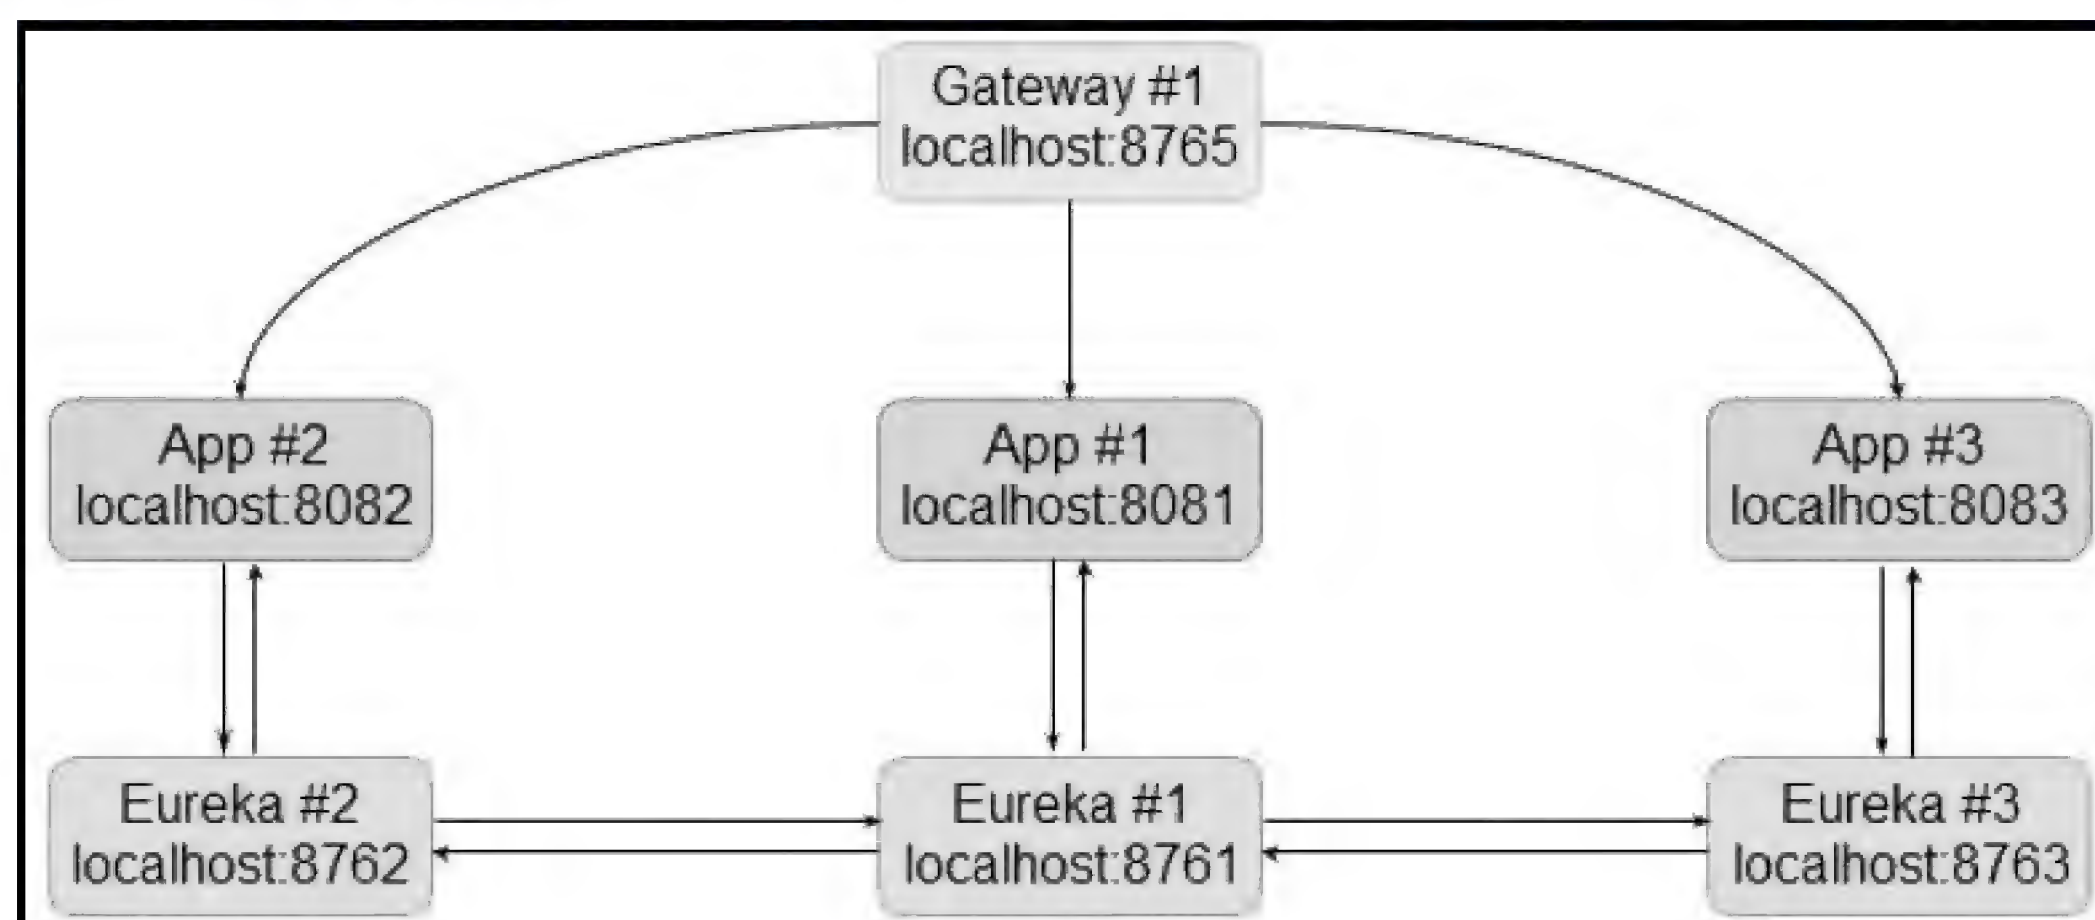 Gateway #1
localhost:8765
App #2
localhost:8082
App #1
localhost:8081
App #3
localhost:8083
Eureka #2
localhost:8762
Eureka #1
localhost:8761
Eureka #3
localhost:8763